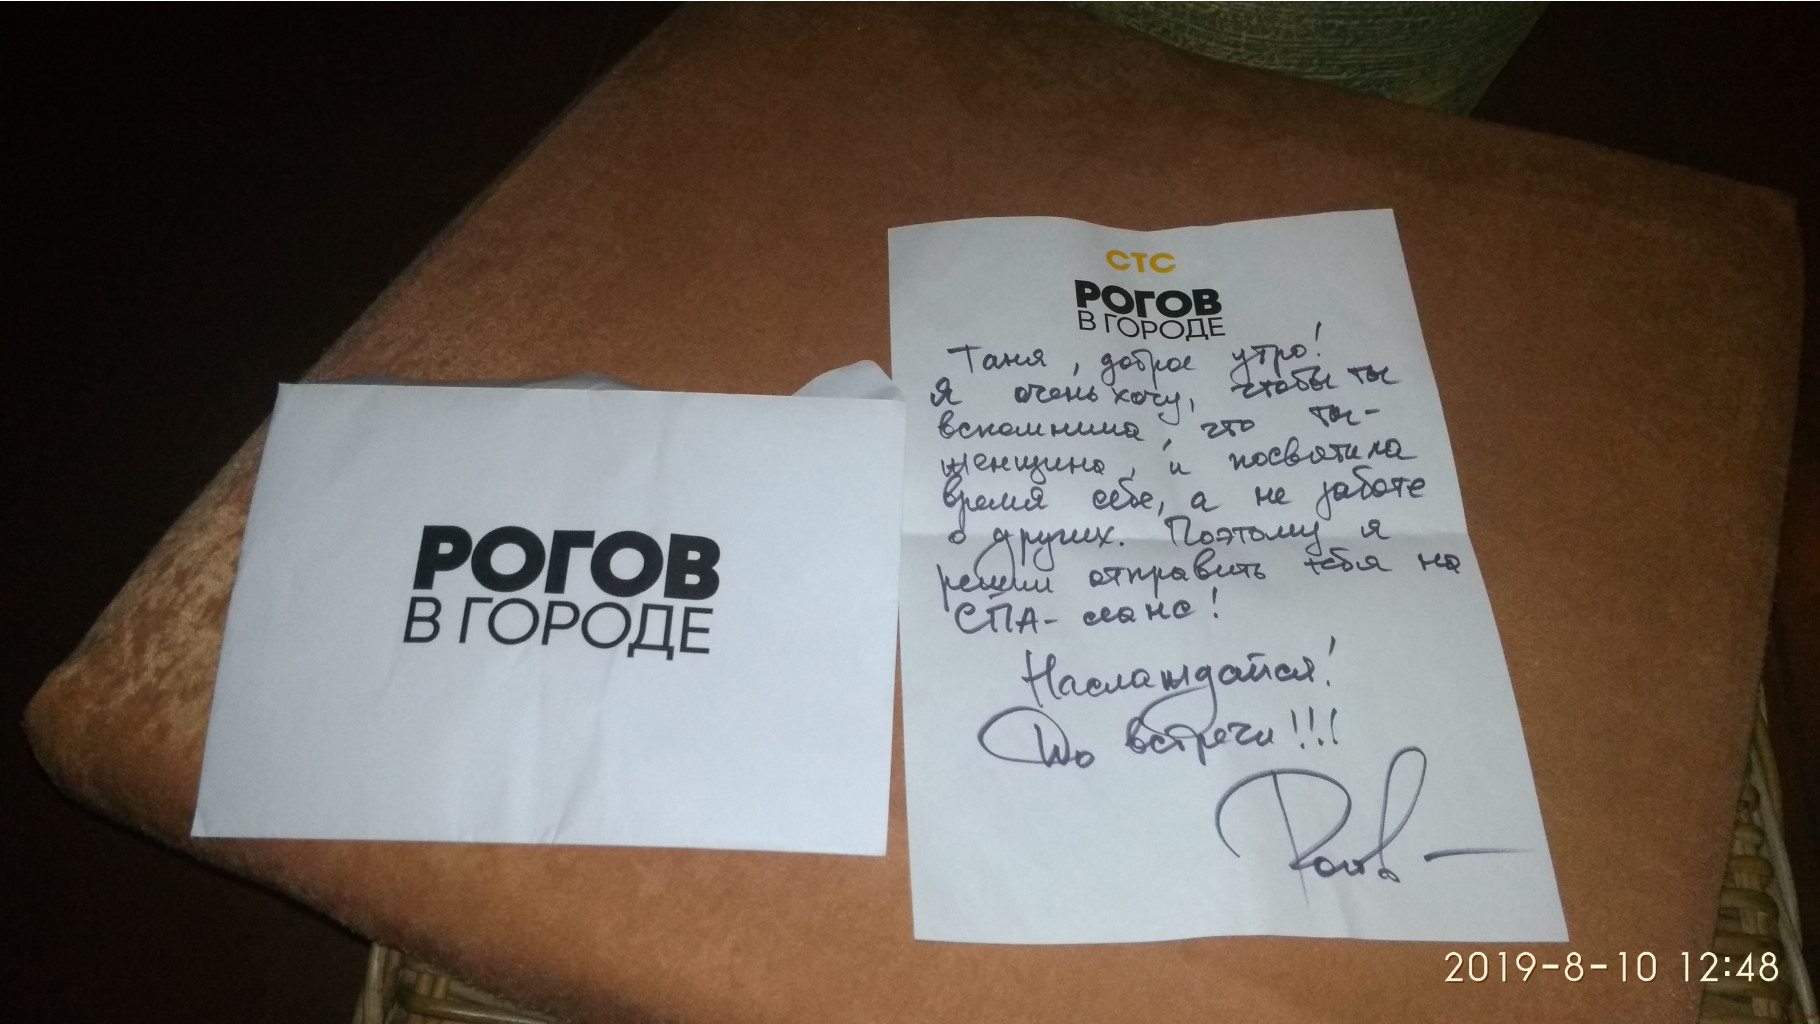 РОГОВ
В ГОРОДЕ
СТС
РОГОВ
В ГОРОДЕ
Таня, доброе утро!
Я очень хочу, чтобы ты
вспомнила, что ты-
женщина, и посвятила
время себе, а не заботе
о других. Поэтому я
решил отправить тебя на
СПА-сеанс!
Наслаждайся!
До встречи!!!
Рогов
2019-8-10 12:48